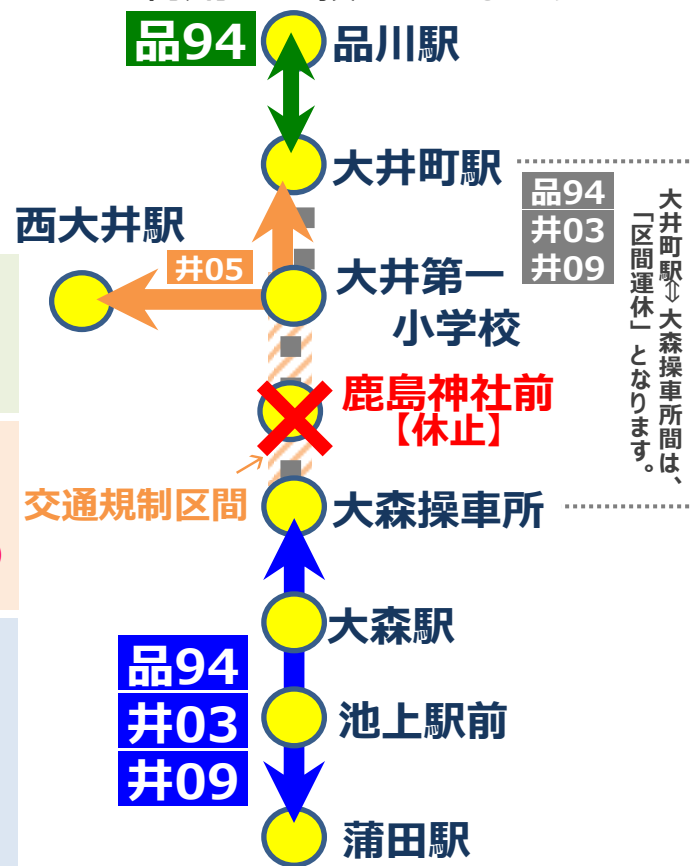 品94
品川駅
大井町駅
品94
井03
井09
大井町駅⇔大森操車所間は、
「区間運休」となります。
西大井駅
井05
大井第一
小学校
鹿島神社前
【休止】
交通規制区間
大森操車所
大森駅
品94
井03
井09
池上駅前
蒲田駅